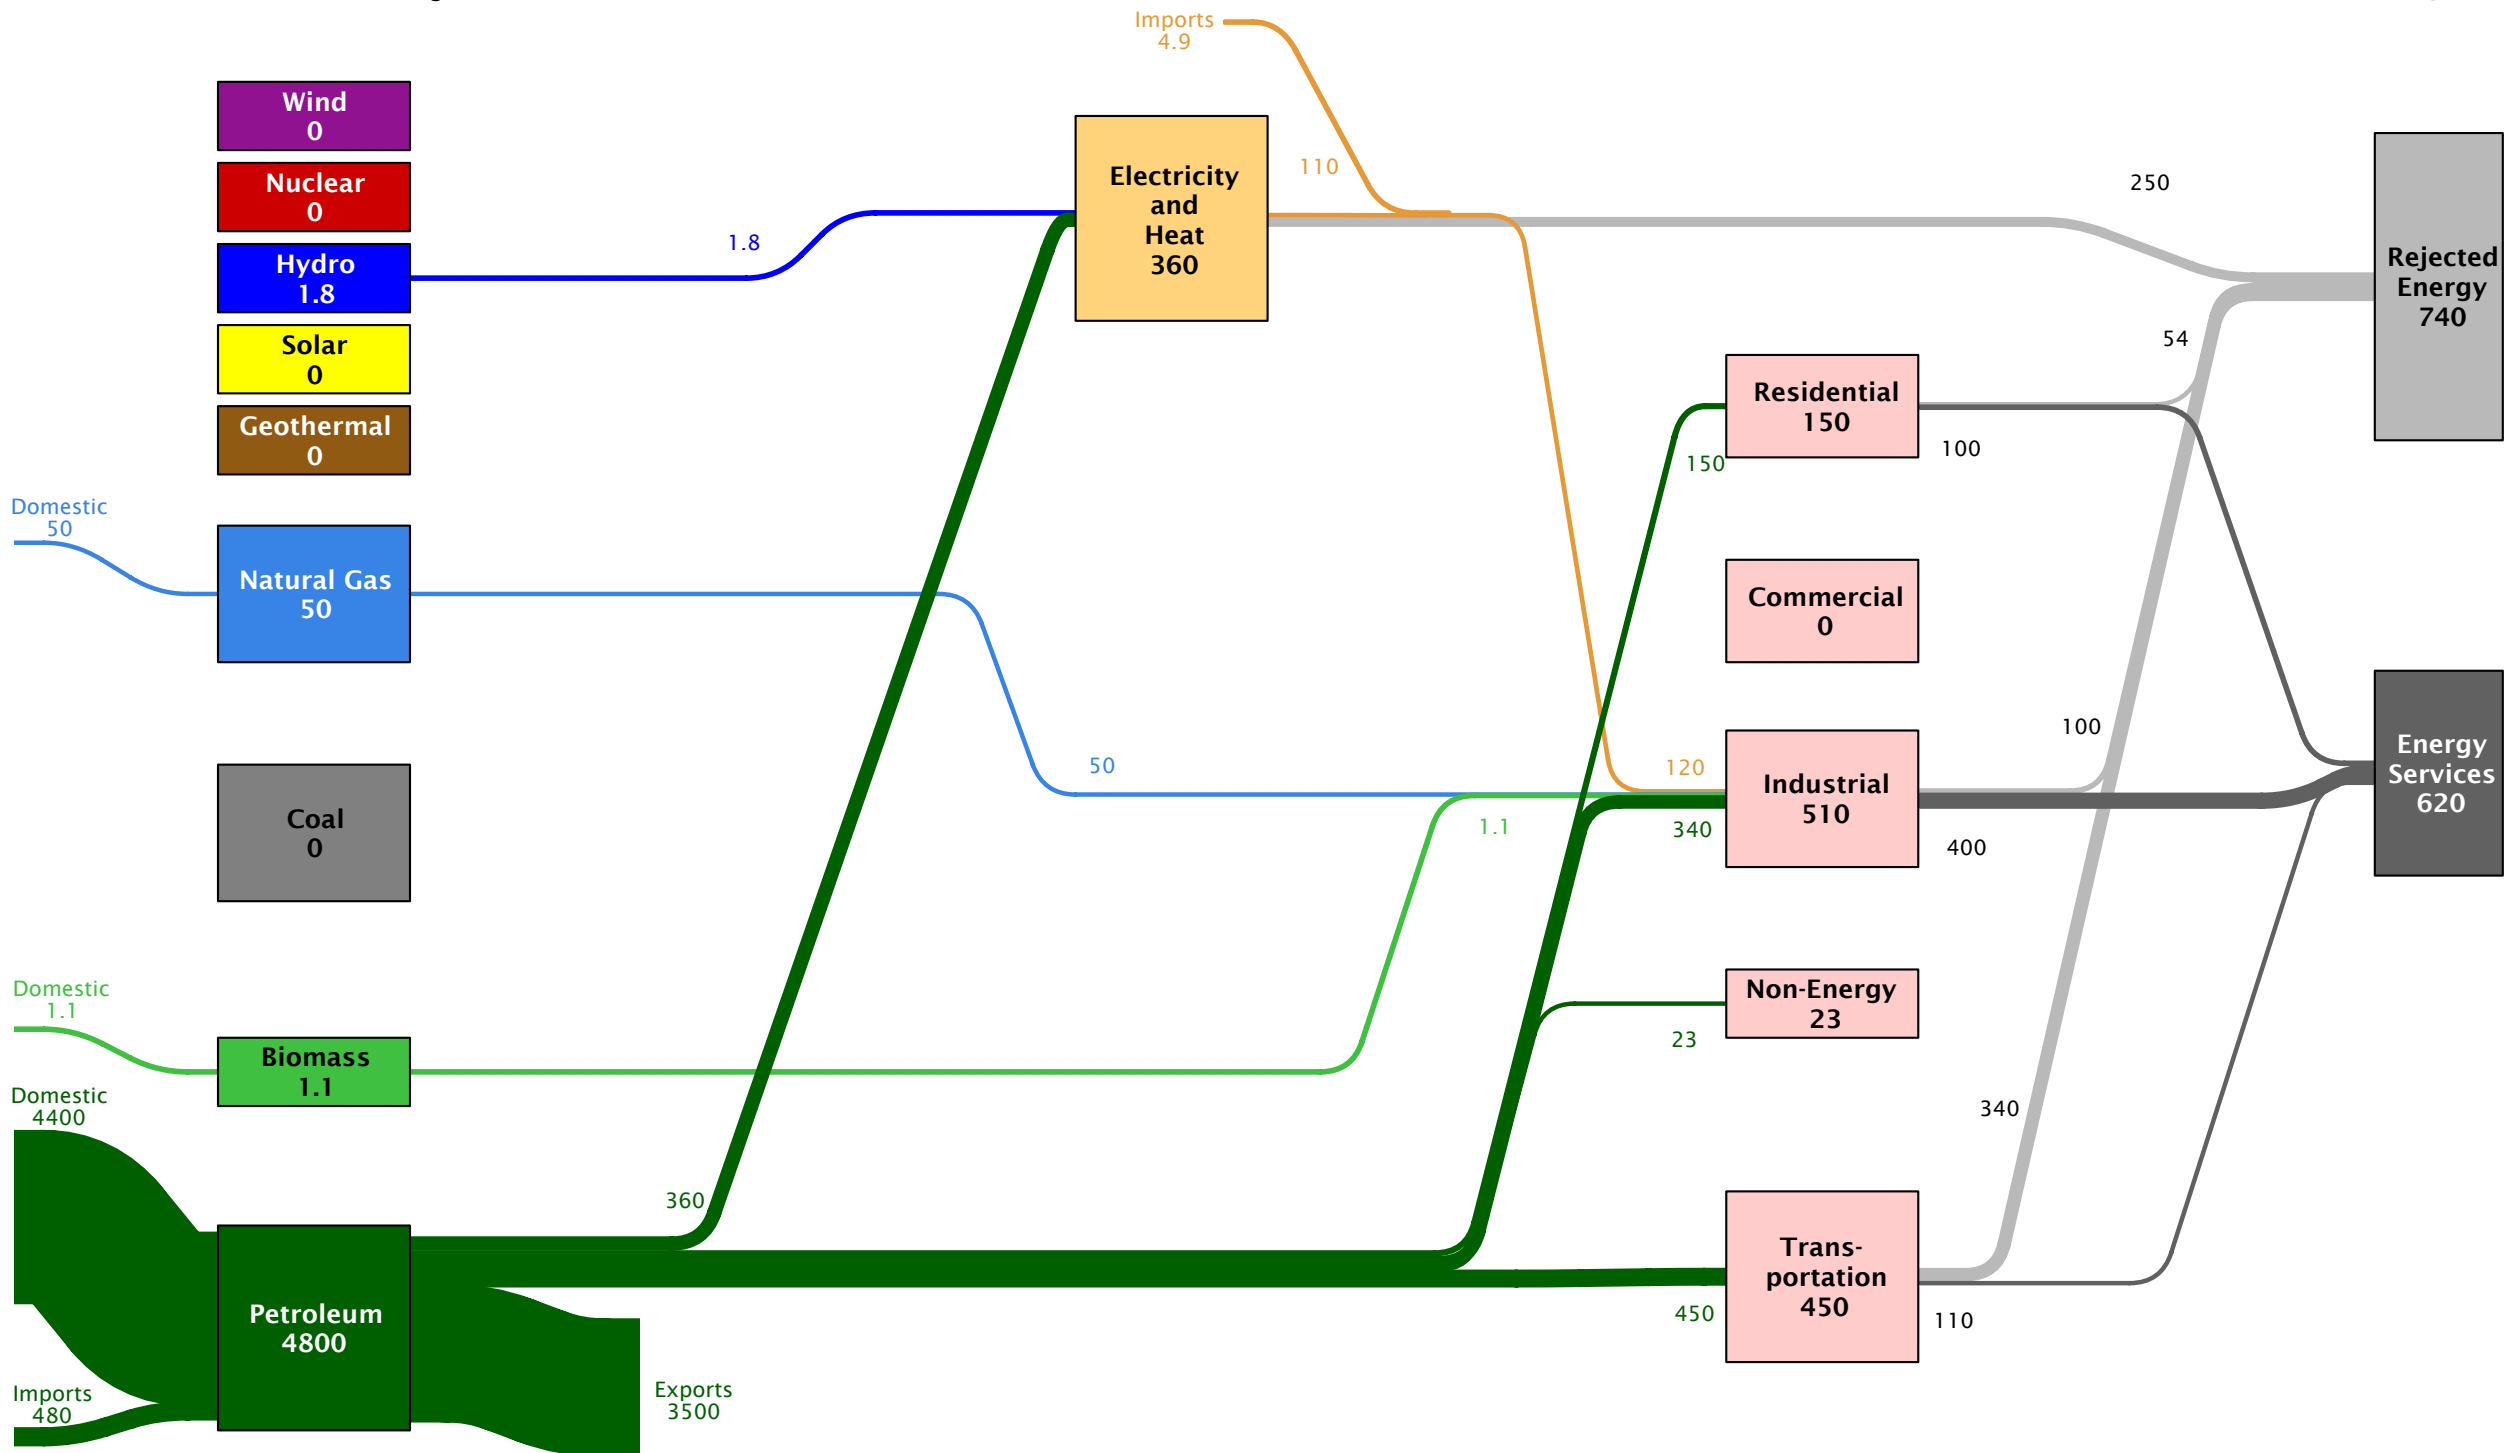 Imports
4.9
Wind
0
Nuclear
0
Hydro
1.8
1.8
Solar
0
Geothermal
0
Electricity
and
Heat
360
110
250
Rejected
Energy
740
54
Residential
150
150
100
Domestic
50
Natural Gas
50
50
Commercial
0
Coal
0
120
Industrial
510
1.1
340
100
400
Energy
Services
620
Domestic
1.1
Biomass
1.1
Non-Energy
23
23
Domestic
4400
360
340
Petroleum
4800
Trans-
portation
450
450
110
Imports
480
Exports
3500